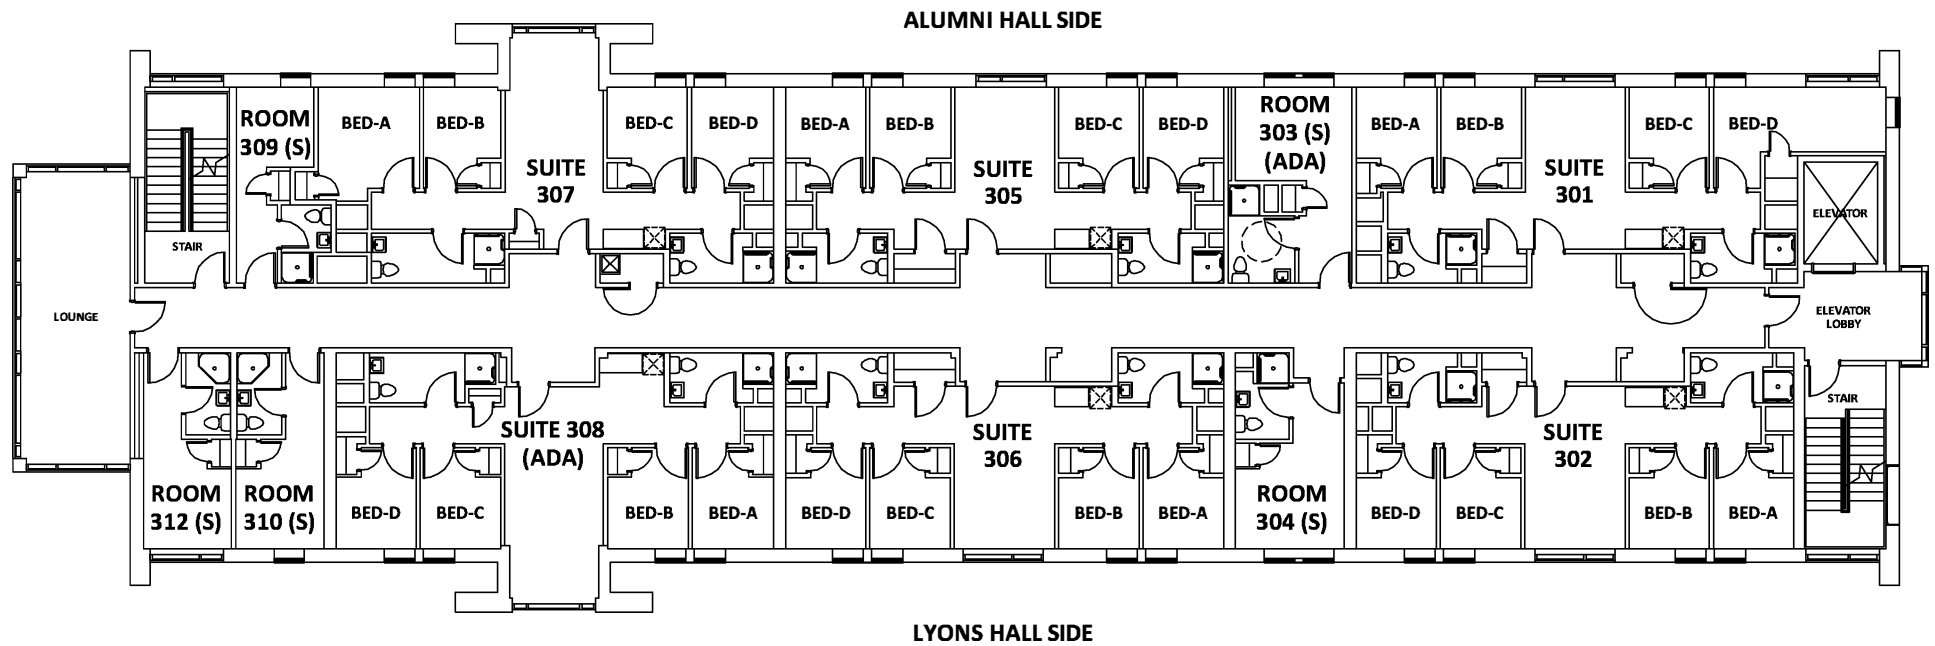 ALUMNI HALL SIDE
ROOM
309 (S)
BED-A
BED-B
SUITE
307
BED-C
BED-D
BED-A
BED-B
SUITE
305
BED-C
BED-D
ROOM
303 (S)
(ADA)
BED-A
BED-B
SUITE
301
BED-C
BED-D
ELEVATOR
STAIR
LOUNGE
ELEVATOR
LOBBY
STAIR
ROOM
312 (S)
ROOM
310 (S)
BED-D
BED-C
SUITE 308
(ADA)
BED-B
BED-A
BED-D
BED-C
SUITE
306
BED-B
BED-A
ROOM
304 (S)
BED-D
BED-C
SUITE
302
BED-B
BED-A
LYONS HALL SIDE